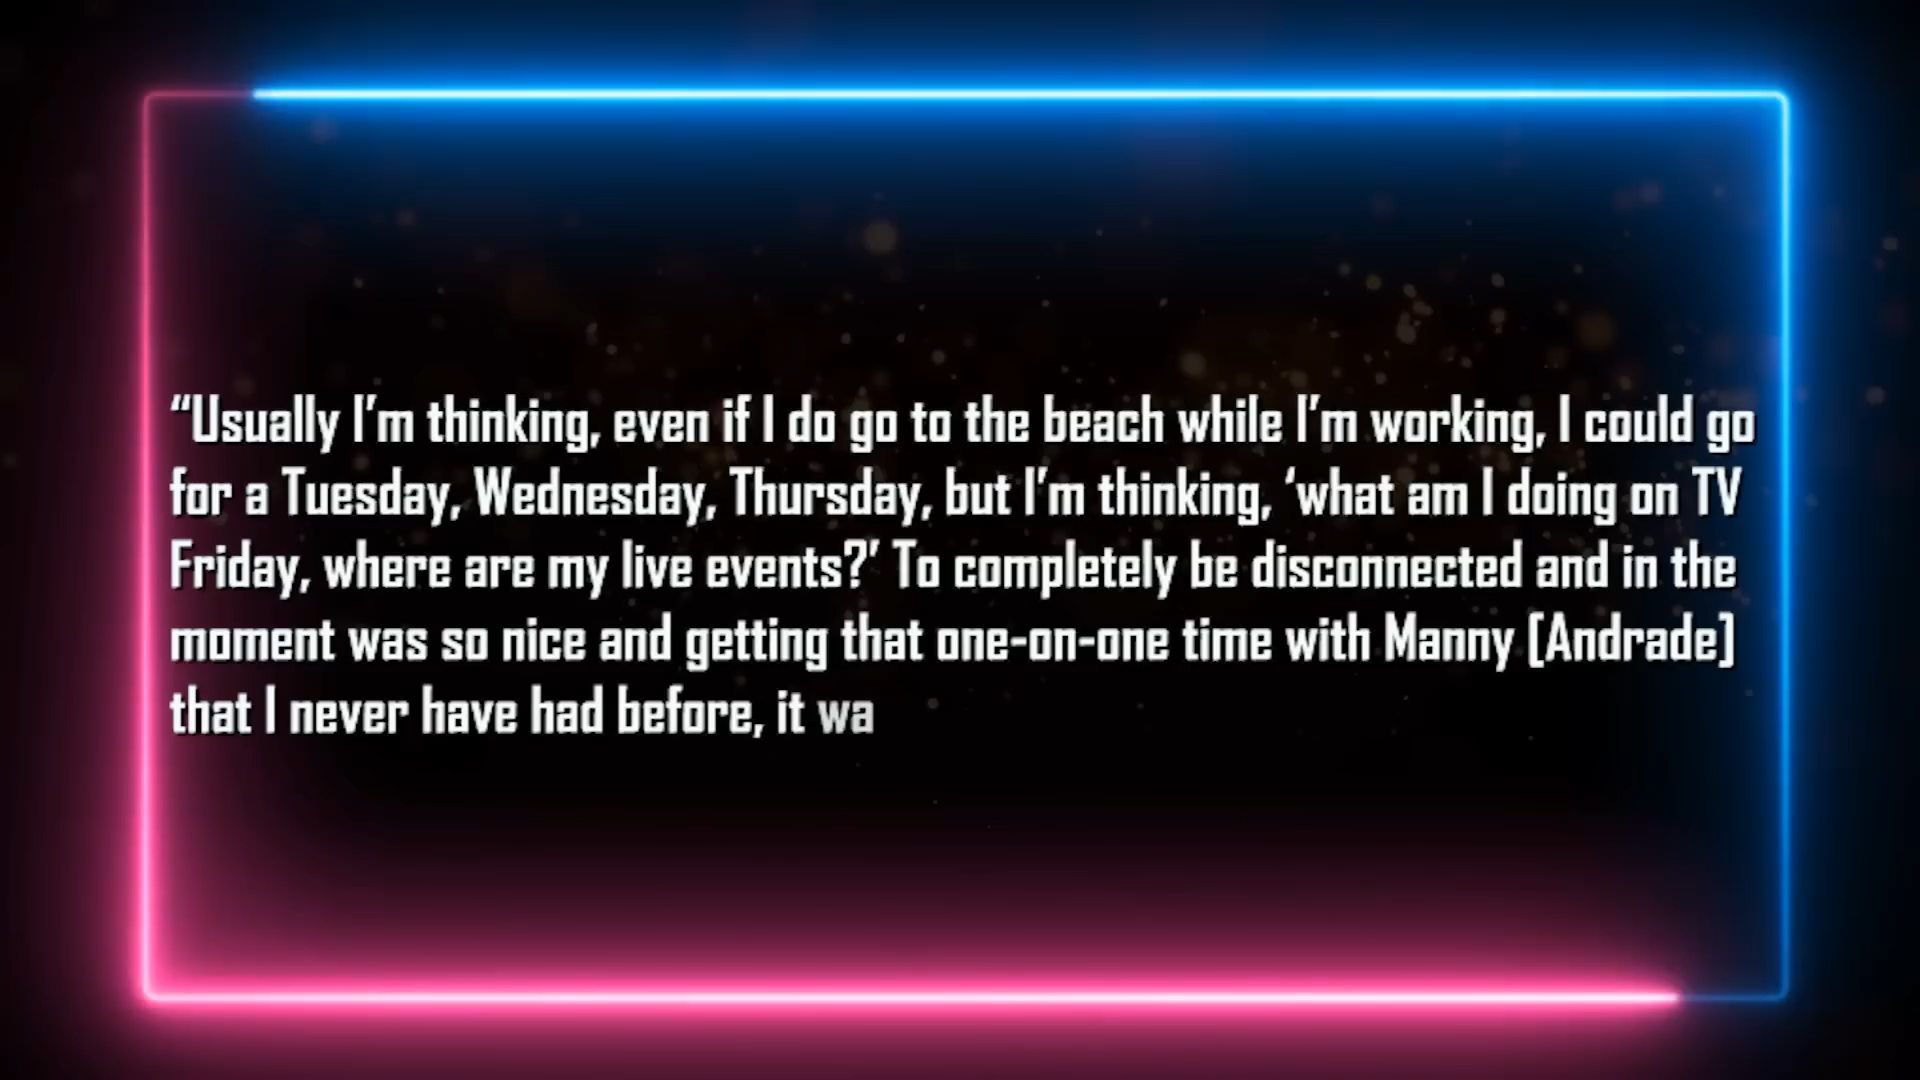 “Usually I’m thinking, even if I do go to the beach while I’m working, I could go
for a Tuesday, Wednesday, Thursday, but I’m thinking, ‘what am I doing on TV
Friday, where are my live events?’ To completely be disconnected and in the
moment was so nice and getting that one-on-one time with Manny [Andrade]
that I never have had before, it wa